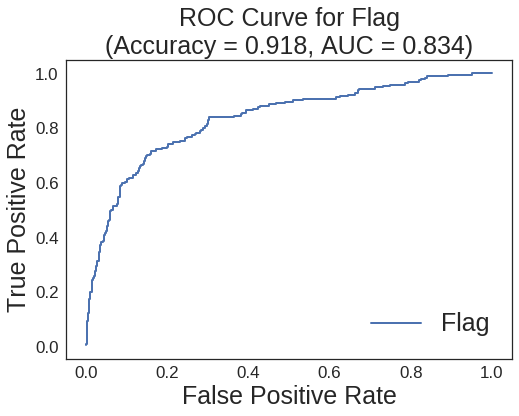 ROC Curve for Flag
(Accuracy = 0.918, AUC = 0.834)
True Positive Rate
1.0
0.8
0.6
0.4
0.2
0.0
Flag
0.0 0.2 0.4 0.6 0.8 1.0
False Positive Rate